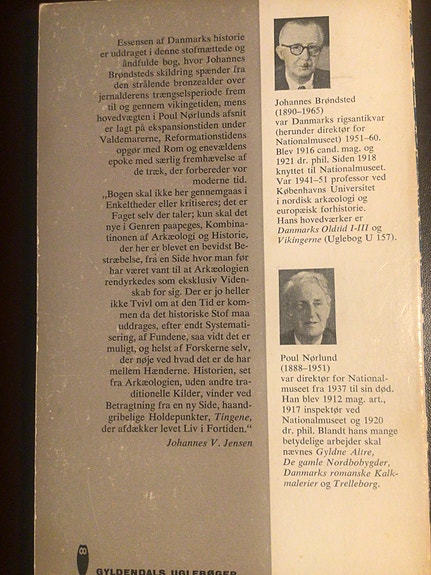 Essensen af Danmarks historie
er uddraget i denne stofmættede og
åndfulde bog, hvor Johannes
Brøndsteds skildring spænder fra
den strålende bronzealder over
jernalderens trængselsperiode frem
til og gennem vikingetiden, mens
hovedvægten i Poul Nørlunds afsnit
er lagt på ekspansionstiden under
Valdemarerne, Reformationstidens
opgør med Rom og enevældens
epoke med særlig fremhævelse af
de træk, der forbereder vor
moderne tid.
„Bogen skal ikke her gennemgaas i
Enkeltheder eller kritiseres; det er
Faget selv der taler; kun skal det
nye i Genren paapeges, Kombina-
tinonen af Arkæologi og Historie,
der her er blevet en bevidst Be-
stræbelse, fra en Side hvor man før
har været vant til at Arkæologien
rendyrkedes som eksklusiv Viden-
skab for sig. Der er jo heller
ikke Tvivl om at den Tid er kom-
men da det historiske Stof maa
uddrages, efter endt Systemati-
sering, af Fundene, saa vidt det er
muligt, og helst af Forskerne selv,
der nøje ved hvad det er de har
mellem Hænderne. Historien, set
fra Arkæologien, uden andre tra-
ditionelle Kilder, vinder ved
Betragtning fra en ny Side, haand-
gribelige Holdepunkter, Tingene,
der afdækker levet Liv i Fortiden.“
Johannes V. Jensen
GYLDENDALS UGLEBØGER
Johannes Brøndsted
(1890–1965)
var Danmarks rigsantikvar
(herunder direktør for
Nationalmuseet) 1951–60.
Blev 1916 cand. mag. og
1921 dr. phil. Siden 1918
knyttet til Nationalmuseet.
Var 1941–51 professor ved
Københavns Universitet
i nordisk arkæologi og
europæisk forhistorie.
Hans hovedværker er
Danmarks Oldtid I-III og
Vikingerne (Uglebog U 157).
Poul Nørlund
(1888–1951)
var direktør for National-
museet fra 1937 til sin død.
Han blev 1912 mag. art.,
1917 inspektør ved
Nationalmuseet og 1920
dr. phil. Blandt hans mange
betydelige arbejder skal
nævnes Gyldne Altre,
De gamle Nordbobygder,
Danmarks romanske Kalk-
malerier og Trelleborg.